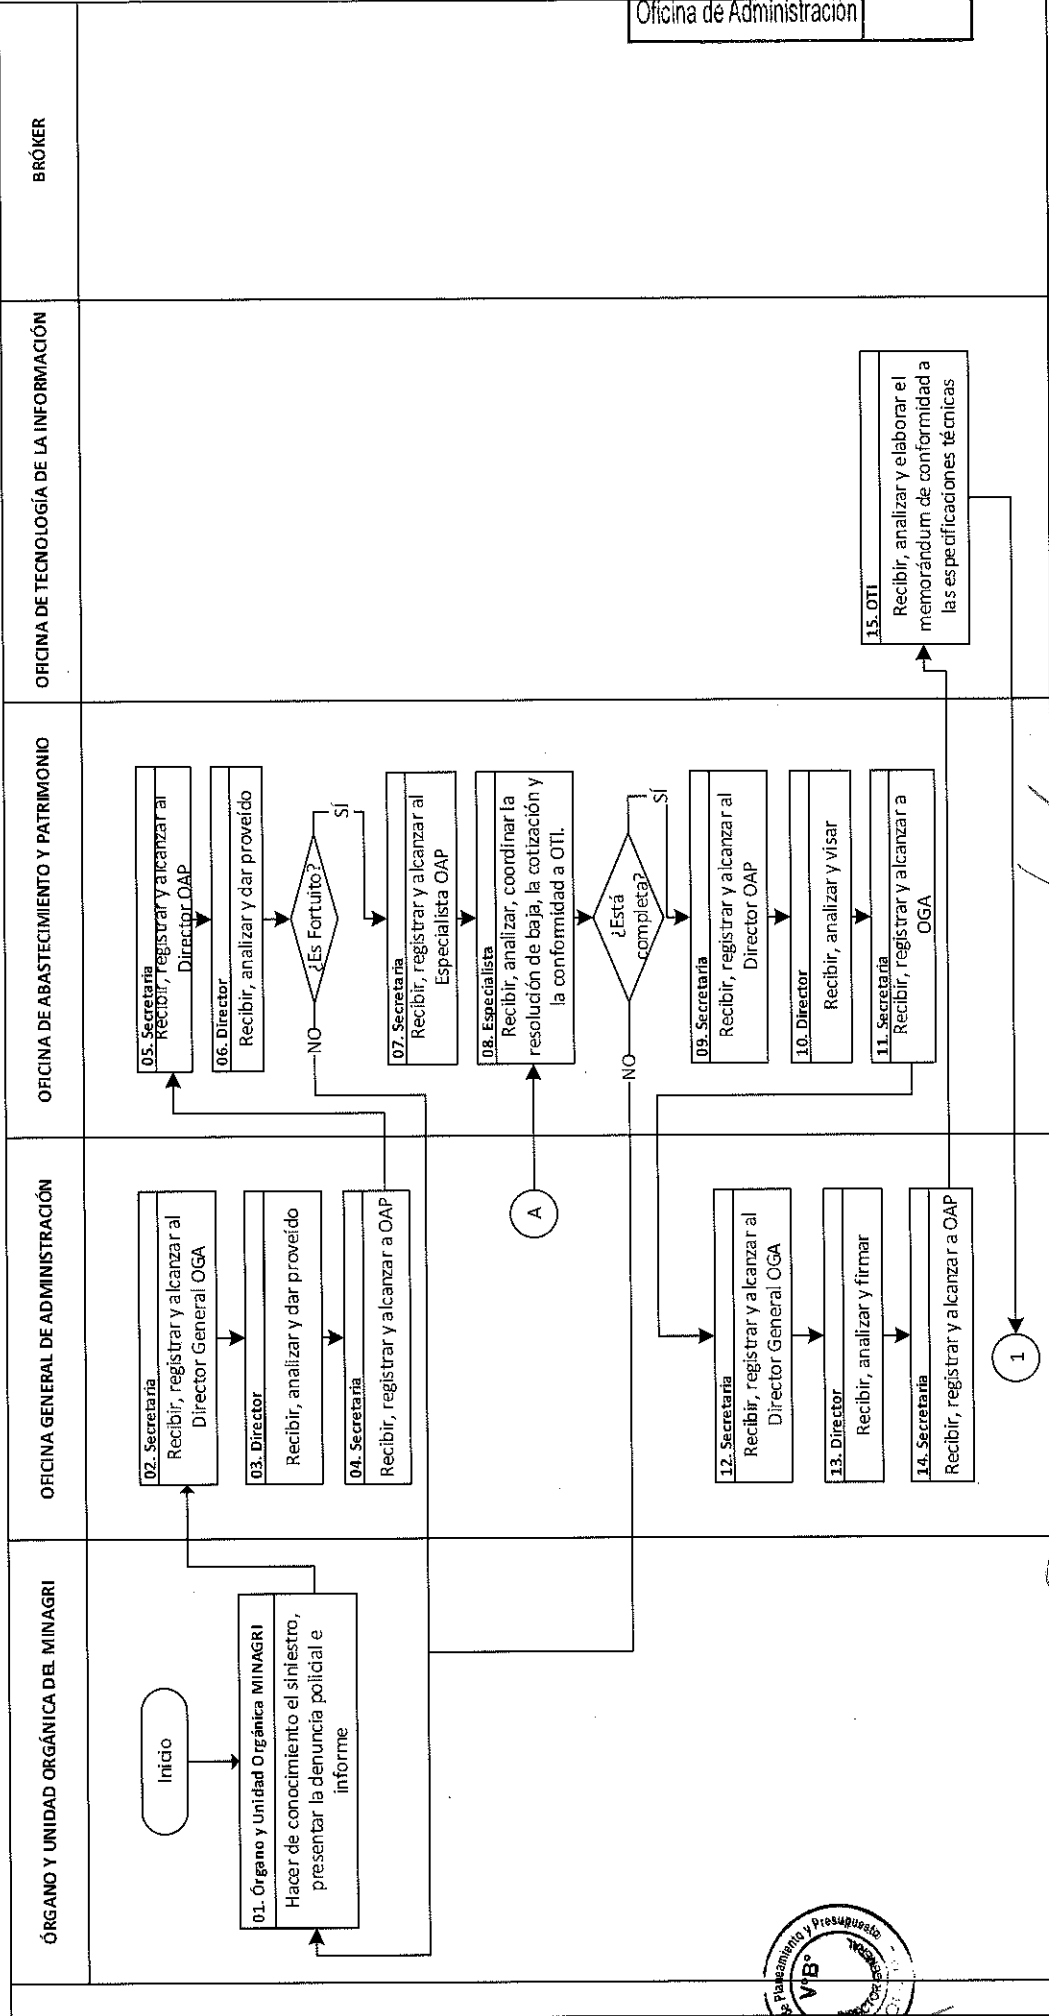 ÓRGANO Y UNIDAD ORGÁNICA DEL MINAGRI
OFICINA GENERAL DE ADMINISTRACIÓN
OFICINA DE ABASTECIMIENTO Y PATRIMONIO
OFICINA DE TECNOLOGÍA DE LA INFORMACIÓN
BRÓKER
Inicio
01. Órgano y Unidad Orgánica MINAGRI
Hacer de conocimiento el siniestro,
presentar la denuncia policial e
informe
02. Secretaria
Recibir, registrar y alcanzar al
Director General OGA
03. Director
Recibir, analizar y dar proveído
04. Secretaria
Recibir, registrar y alcanzar a OAP
05. Secretaria
Recibir, registrar y alcanzar al
Director OAP
06. Director
Recibir, analizar y dar proveído
¿Es Fortuito?
NO
SÍ
07. Secretaria
Recibir, registrar y alcanzar al
Especialista OAP
08. Especialista
Recibir, analizar, coordinar la
resolución de baja, la cotización y
la conformidad a OTI.
A
¿Está
completa?
NO
SÍ
09. Secretaria
Recibir, registrar y alcanzar al
Director OAP
10. Director
Recibir, analizar y visar
11. Secretaria
Recibir, registrar y alcanzar a
OGA
12. Secretaria
Recibir, registrar y alcanzar al
Director General OGA
13. Director
Recibir, analizar y firmar
14. Secretaria
Recibir, registrar y alcanzar a OAP
15. OTI
Recibir, analizar y elaborar el
memorándum de conformidad a
las especificaciones técnicas
1
Oficina de Administración
Planeamiento y Presupuesto
V°B°